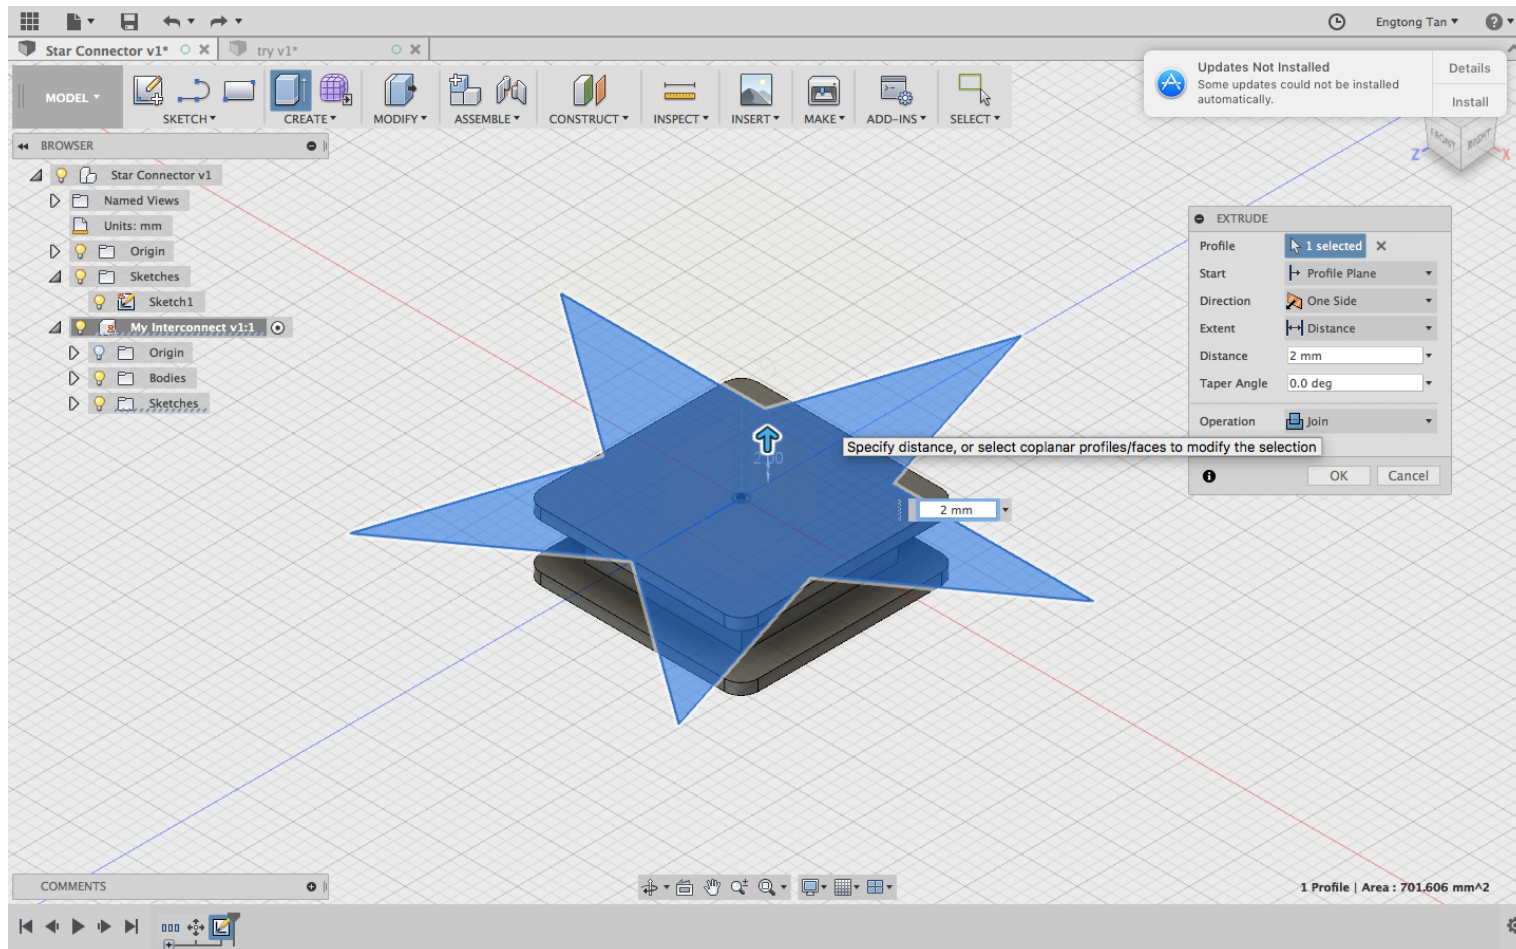 Engtong Tan
?
Star Connector v1*
try v1*
Updates Not Installed
Some updates could not be installed
automatically.
Details
Install
MODEL
SKETCH
CREATE
MODIFY
ASSEMBLE
CONSTRUCT
INSPECT
INSERT
MAKE
ADD-INS
SELECT
FRONT
RIGHT
Z
X
BROWSER
Star Connector v1
Named Views
Units: mm
Origin
Sketches
Sketch1
My Interconnect v1:1
Origin
Bodies
Sketches
EXTRUDE
Profile
1 selected
Start
Profile Plane
Direction
One Side
Extent
Distance
Distance
2 mm
Taper Angle
0.0 deg
Operation
Join
OK
Cancel
Specify distance, or select coplanar profiles/faces to modify the selection
2.00
2 mm
COMMENTS
1 Profile | Area : 701.606 mm^2